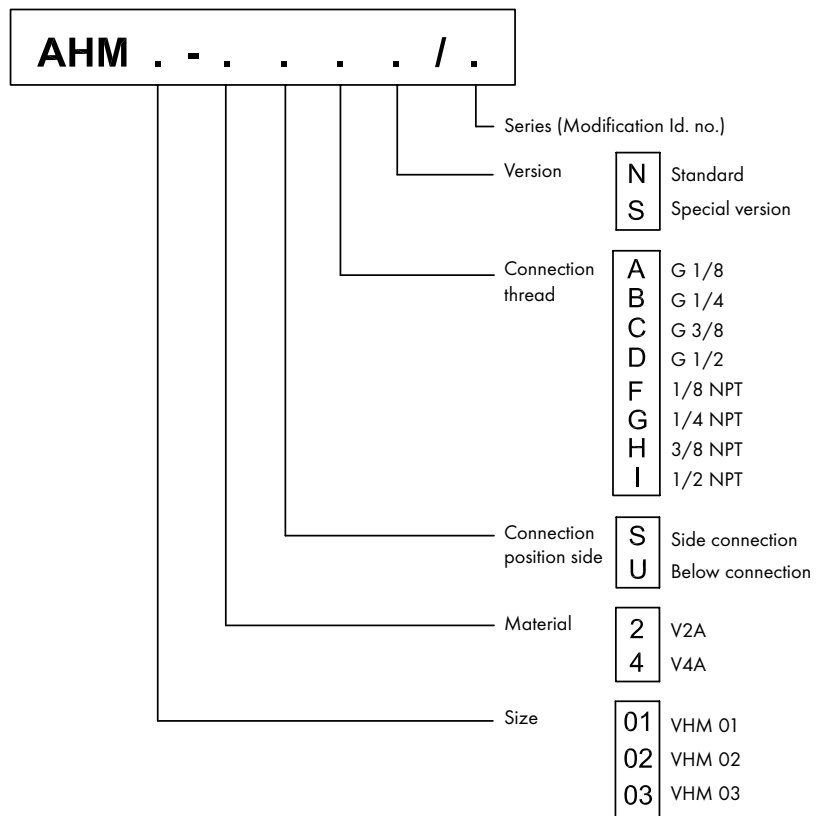 AHM . - . . . . / .
Series (Modification Id. no.)
Version
N Standard
S Special version
Connection
thread
A G 1/8
B G 1/4
C G 3/8
D G 1/2
F 1/8 NPT
G 1/4 NPT
H 3/8 NPT
I 1/2 NPT
Connection
position side
S Side connection
U Below connection
Material
2 V2A
4 V4A
Size
01 VHM 01
02 VHM 02
03 VHM 03